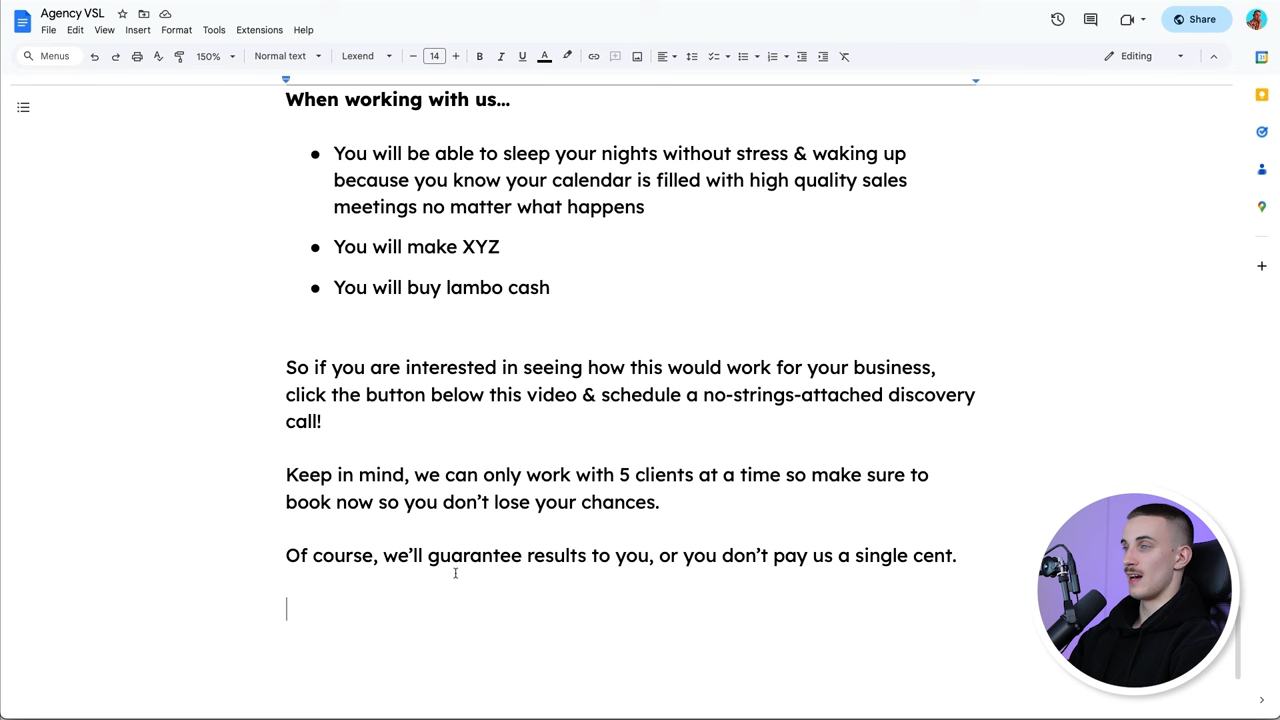 Agency VSL
File Edit View Insert Format Tools Extensions Help
Share
Menus 150% Normal text Lexend 14 B I U A Editing
When working with us...
● You will be able to sleep your nights without stress & waking up
because you know your calendar is filled with high quality sales
meetings no matter what happens
● You will make XYZ
● You will buy lambo cash
So if you are interested in seeing how this would work for your business,
click the button below this video & schedule a no-strings-attached discovery
call!
Keep in mind, we can only work with 5 clients at a time so make sure to
book now so you don’t lose your chances.
Of course, we’ll guarantee results to you, or you don’t pay us a single cent.